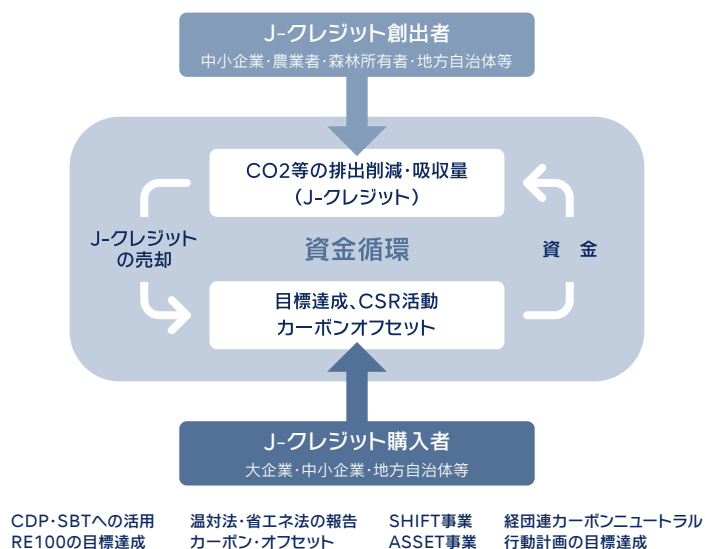 J-クレジット創出者
中小企業・農業者・森林所有者・地方自治体等
CO2等の排出削減・吸収量
（J-クレジット）
J-クレジット
の売却
資金循環
資　金
目標達成、CSR活動
カーボンオフセット
J-クレジット購入者
大企業・中小企業・地方自治体等
CDP・SBTへの活用
RE100の目標達成
温対法・省エネ法の報告
カーボン・オフセット
SHIFT事業
ASSET事業
経団連カーボンニュートラル
行動計画の目標達成